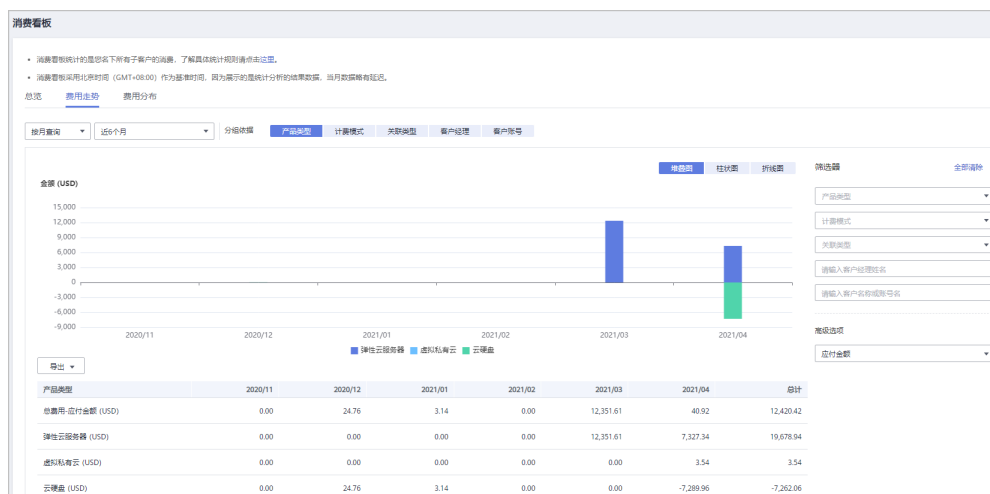 消费看板
• 消费看板统计的是您名下所有子客户的消费，了解具体统计规则请点击这里。
• 消费看板采用北京时间（GMT+08:00）作为基准时间，因为展示的是统计分析的结果数据，当月数据略有延迟。
总览 费用走势 费用分布
按月查询 近6个月 分组依据 产品类型 计费模式 关联类型 客户经理 客户账号
堆叠图 柱状图 折线图
筛选器 全部清除
金额 (USD)
15,000
12,000
9,000
6,000
3,000
0
-3,000
-6,000
-9,000
2020/11 2020/12 2021/01 2021/02 2021/03 2021/04
弹性云服务器 虚拟私有云 云硬盘
产品类型
计费模式
关联类型
请输入客户经理姓名
请输入客户名称或账号名
高级选项
应付金额
导出
产品类型 2020/11 2020/12 2021/01 2021/02 2021/03 2021/04 总计
总费用-应付金额 (USD) 0.00 24.76 3.14 0.00 12,351.61 40.92 12,420.42
弹性云服务器 (USD) 0.00 0.00 0.00 0.00 12,351.61 7,327.34 19,678.94
虚拟私有云 (USD) 0.00 0.00 0.00 0.00 0.00 3.54 3.54
云硬盘 (USD) 0.00 24.76 3.14 0.00 0.00 -7,289.96 -7,262.06